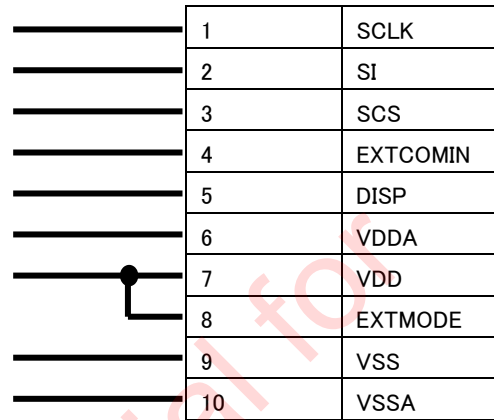 1 SCLK
2 SI
3 SCS
4 EXTCOMIN
5 DISP
6 VDDA
7 VDD
8 EXTMODE
9 VSS
10 VSSA